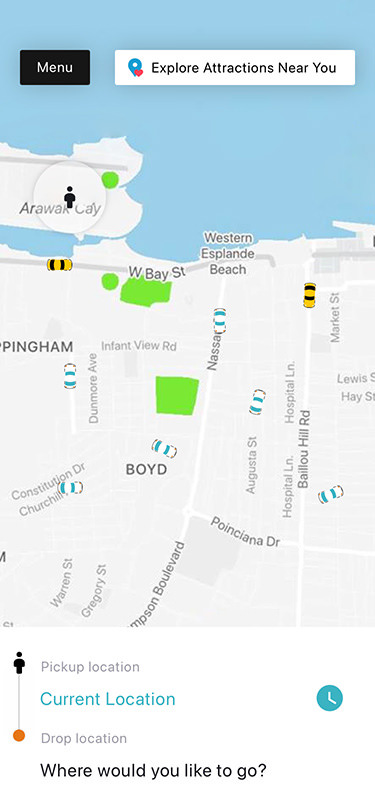 Menu
Explore Attractions Near You
Arawak Cay
Western
Esplande
Beach
W Bay St
Nassa
Market St
PPINGHAM
Infant View Rd
Dunmore Ave
Lewis S
Hay St
Hospital Ln.
Baillou Hill Rd
Augusta St
BOYD
Constitution Dr
Churchill
Hospital Ln.
Poinciana Dr
Warren St
Gregory St
mpson Boulevard
M
St
Pickup location
Current Location
Drop location
Where would you like to go?